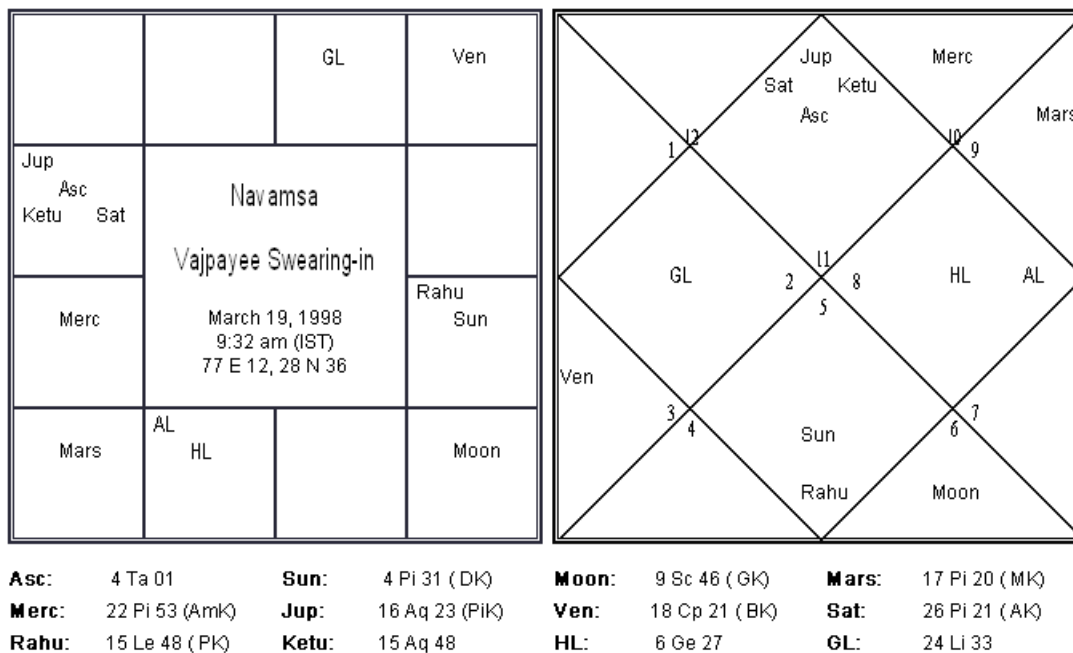 GL Ven
Jup
Asc
Ketu Sat
Navamsa
Vajpayee Swearing-in
March 19, 1998
9:32 am (IST)
77 E 12, 28 N 36
Merc
Rahu
Sun
Mars
AL
HL
Moon
Jup
Sat Ketu
Asc
Merc
Mars
12
1
10
9
GL
11
2 8
5
HL AL
Ven
3
4
7
6
Sun
Rahu
Moon
Asc: 4 Ta 01 Sun: 4 Pi 31 (DK) Moon: 9 Sc 46 (GK) Mars: 17 Pi 20 (MK)
Merc: 22 Pi 53 (AmK) Jup: 16 Aq 23 (PiK) Ven: 18 Cp 21 (BK) Sat: 26 Pi 21 (AK)
Rahu: 15 Le 48 (PK) Ketu: 15 Aq 48 HL: 6 Ge 27 GL: 24 Li 33